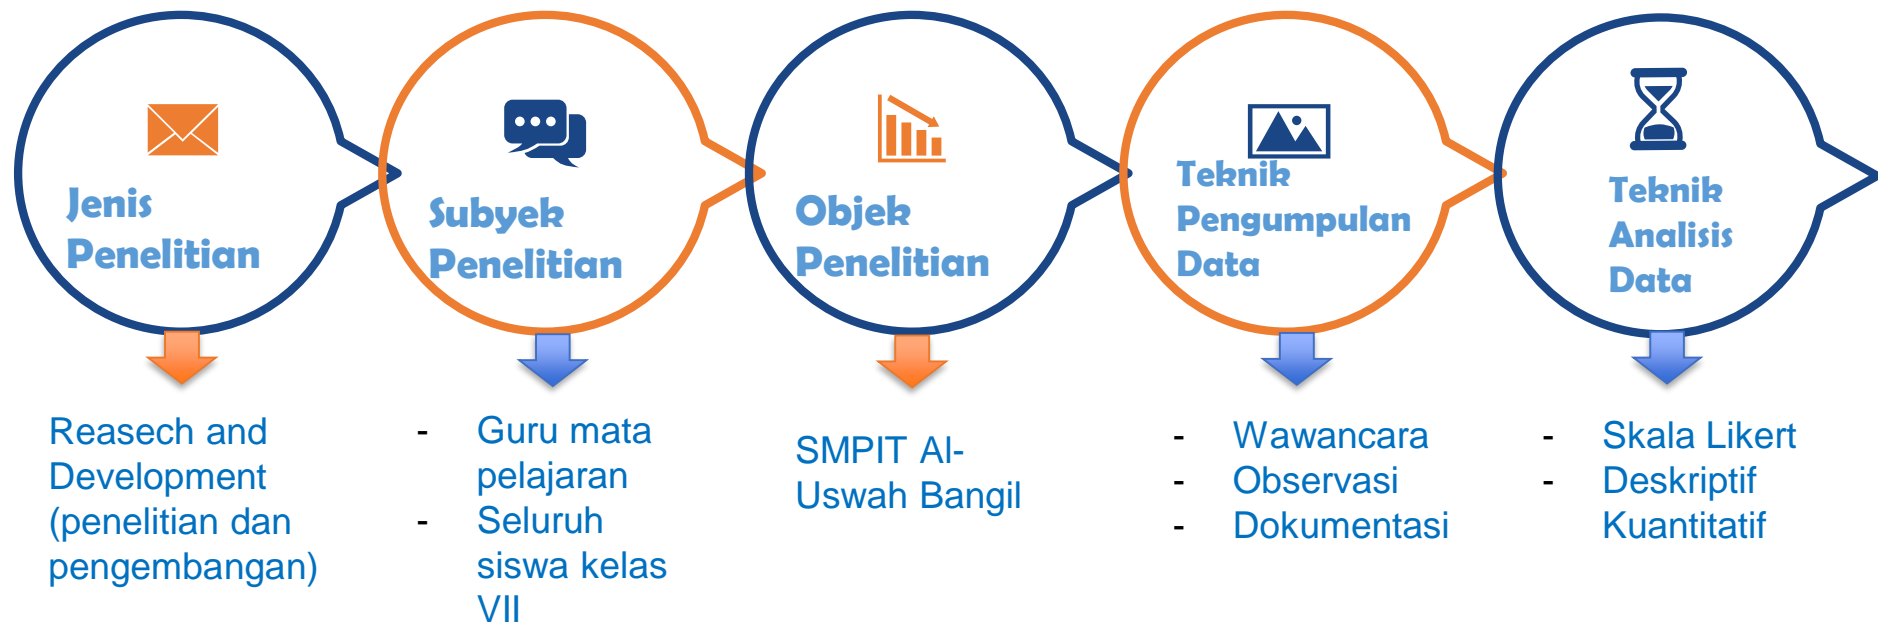 Jenis
Penelitian
Subyek
Penelitian
Objek
Penelitian
Teknik
Pengumpulan
Data
Teknik
Analisis
Data
Reasech and
Development
(penelitian dan
pengembangan)
- Guru mata
pelajaran
- Seluruh
siswa kelas
VII
SMPIT Al-
Uswah Bangil
- Wawancara
- Observasi
- Dokumentasi
- Skala Likert
- Deskriptif
Kuantitatif